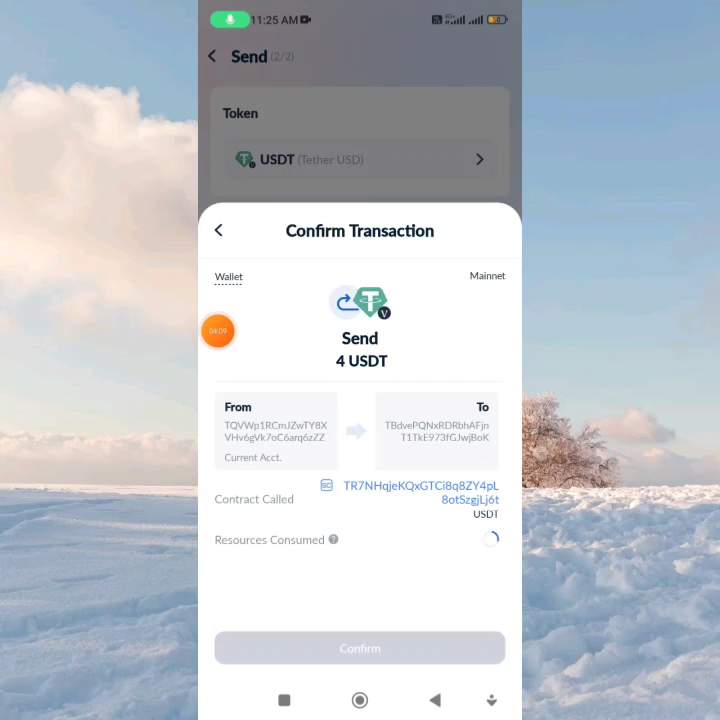 11:25 AM
Send (2/2)
Token
USDT (Tether USD)
Confirm Transaction
Wallet
Mainnet
04:09
Send
4 USDT
From
TQVWp1RCmJZwTY8X
VHv6gVk7oC6arq6zZZ
Current Acct.
To
TBdvePQNxRDRbhAFjn
T1TkE973fGJwjBoK
Contract Called
SC TR7NHqjeKQxGTCi8q8ZY4pL
8otSzgjLj6t
USDT
Resources Consumed ?
Confirm